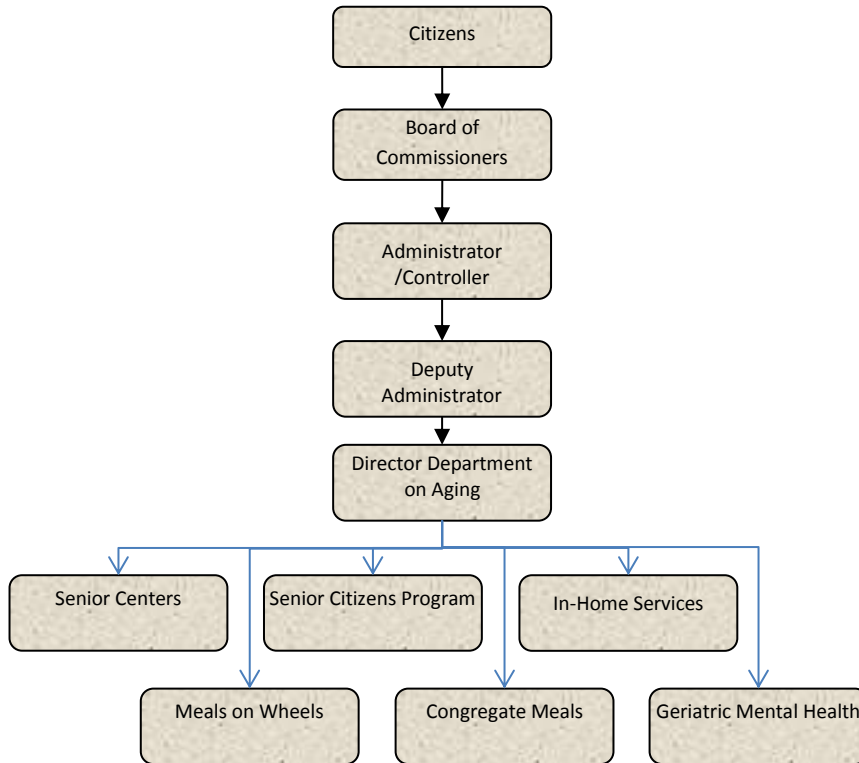 Citizens
Board of
Commissioners
Administrator
/Controller
Deputy
Administrator
Director Department
on Aging
Senior Centers
Senior Citizens Program
In-Home Services
Meals on Wheels
Congregate Meals
Geriatric Mental Health